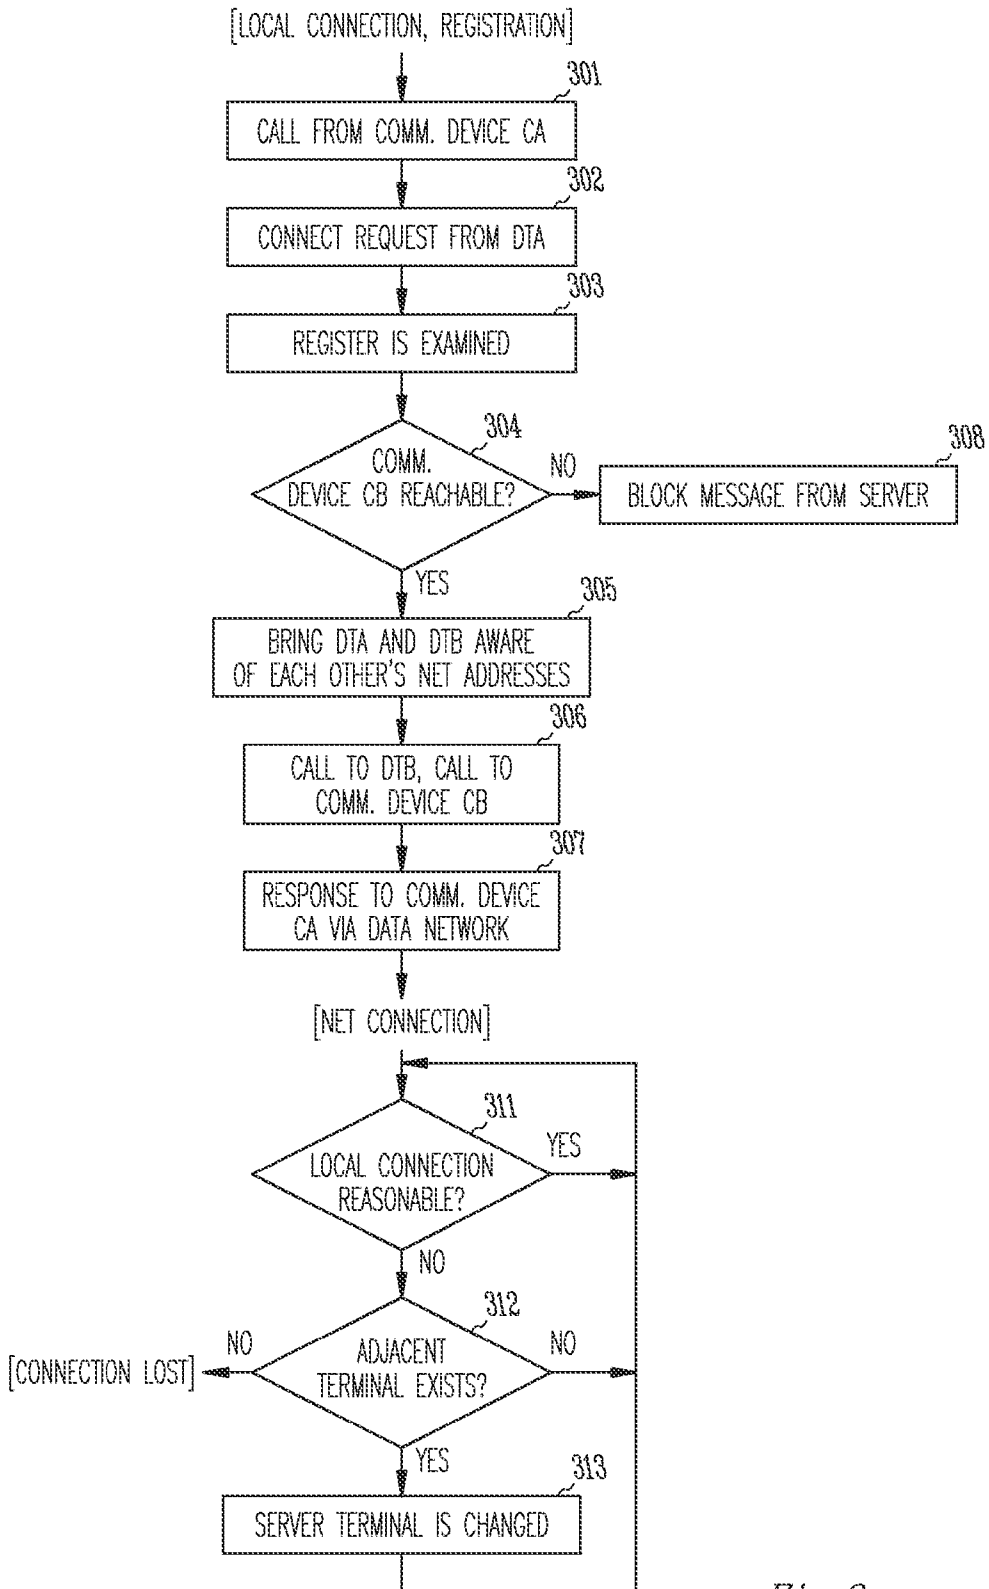 [LOCAL CONNECTION, REGISTRATION]
301
CALL FROM COMM. DEVICE CA
302
CONNECT REQUEST FROM DTA
303
REGISTER IS EXAMINED
304
COMM.
DEVICE CB REACHABLE?
NO
308
BLOCK MESSAGE FROM SERVER
YES
305
BRING DTA AND DTB AWARE
OF EACH OTHER'S NET ADDRESSES
306
CALL TO DTB, CALL TO
COMM. DEVICE CB
307
RESPONSE TO COMM. DEVICE
CA VIA DATA NETWORK
[NET CONNECTION]
311
LOCAL CONNECTION
REASONABLE?
YES
NO
312
ADJACENT
TERMINAL EXISTS?
NO
NO
[CONNECTION LOST]
YES
313
SERVER TERMINAL IS CHANGED